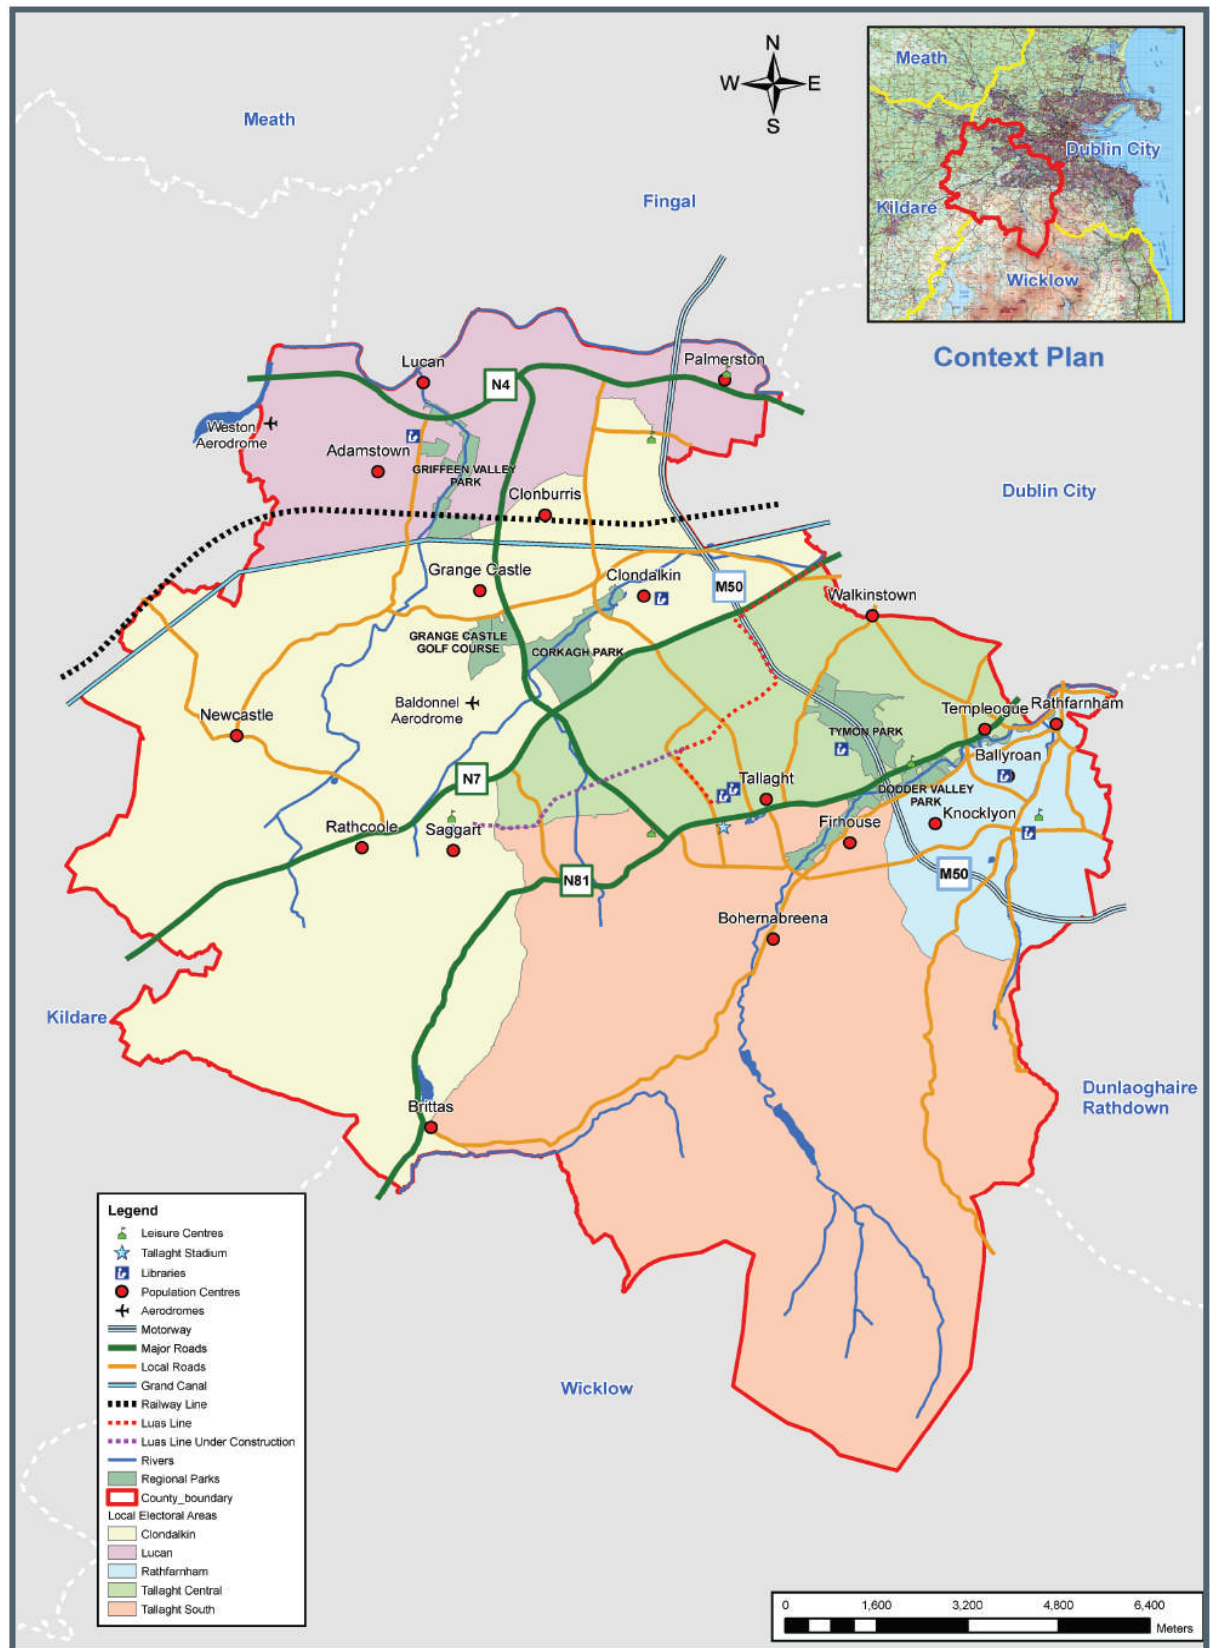 N
W
E
S
Meath
Fingal
Meath
Dublin City
Kildare
Wicklow
Context Plan
Lucan
N4
Palmerston
Weston
Aerodrome
Adamstown
GRIFFEEN VALLEY
PARK
Clonburris
Dublin City
Grange Castle
Clondalkin
M50
Walkinstown
GRANGE CASTLE
GOLF COURSE
CORKAGH PARK
Baldonnel
Aerodrome
Newcastle
Templeogue
Rathfarnham
TYMON PARK
Ballyroan
N7
Tallaght
DODDER VALLEY
PARK
Rathcoole
Saggart
Firhouse
Knocklyon
N81
M50
Bohernabreena
Kildare
Brittas
Dunlaoghaire
Rathdown
Wicklow
Legend
Leisure Centres
Tallaght Stadium
Libraries
Population Centres
Aerodromes
Motorway
Major Roads
Local Roads
Grand Canal
Railway Line
Luas Line
Luas Line Under Construction
Rivers
Regional Parks
County_boundary
Local Electoral Areas
Clondalkin
Lucan
Rathfarnham
Tallaght Central
Tallaght South
0 1,600 3,200 4,800 6,400
Meters